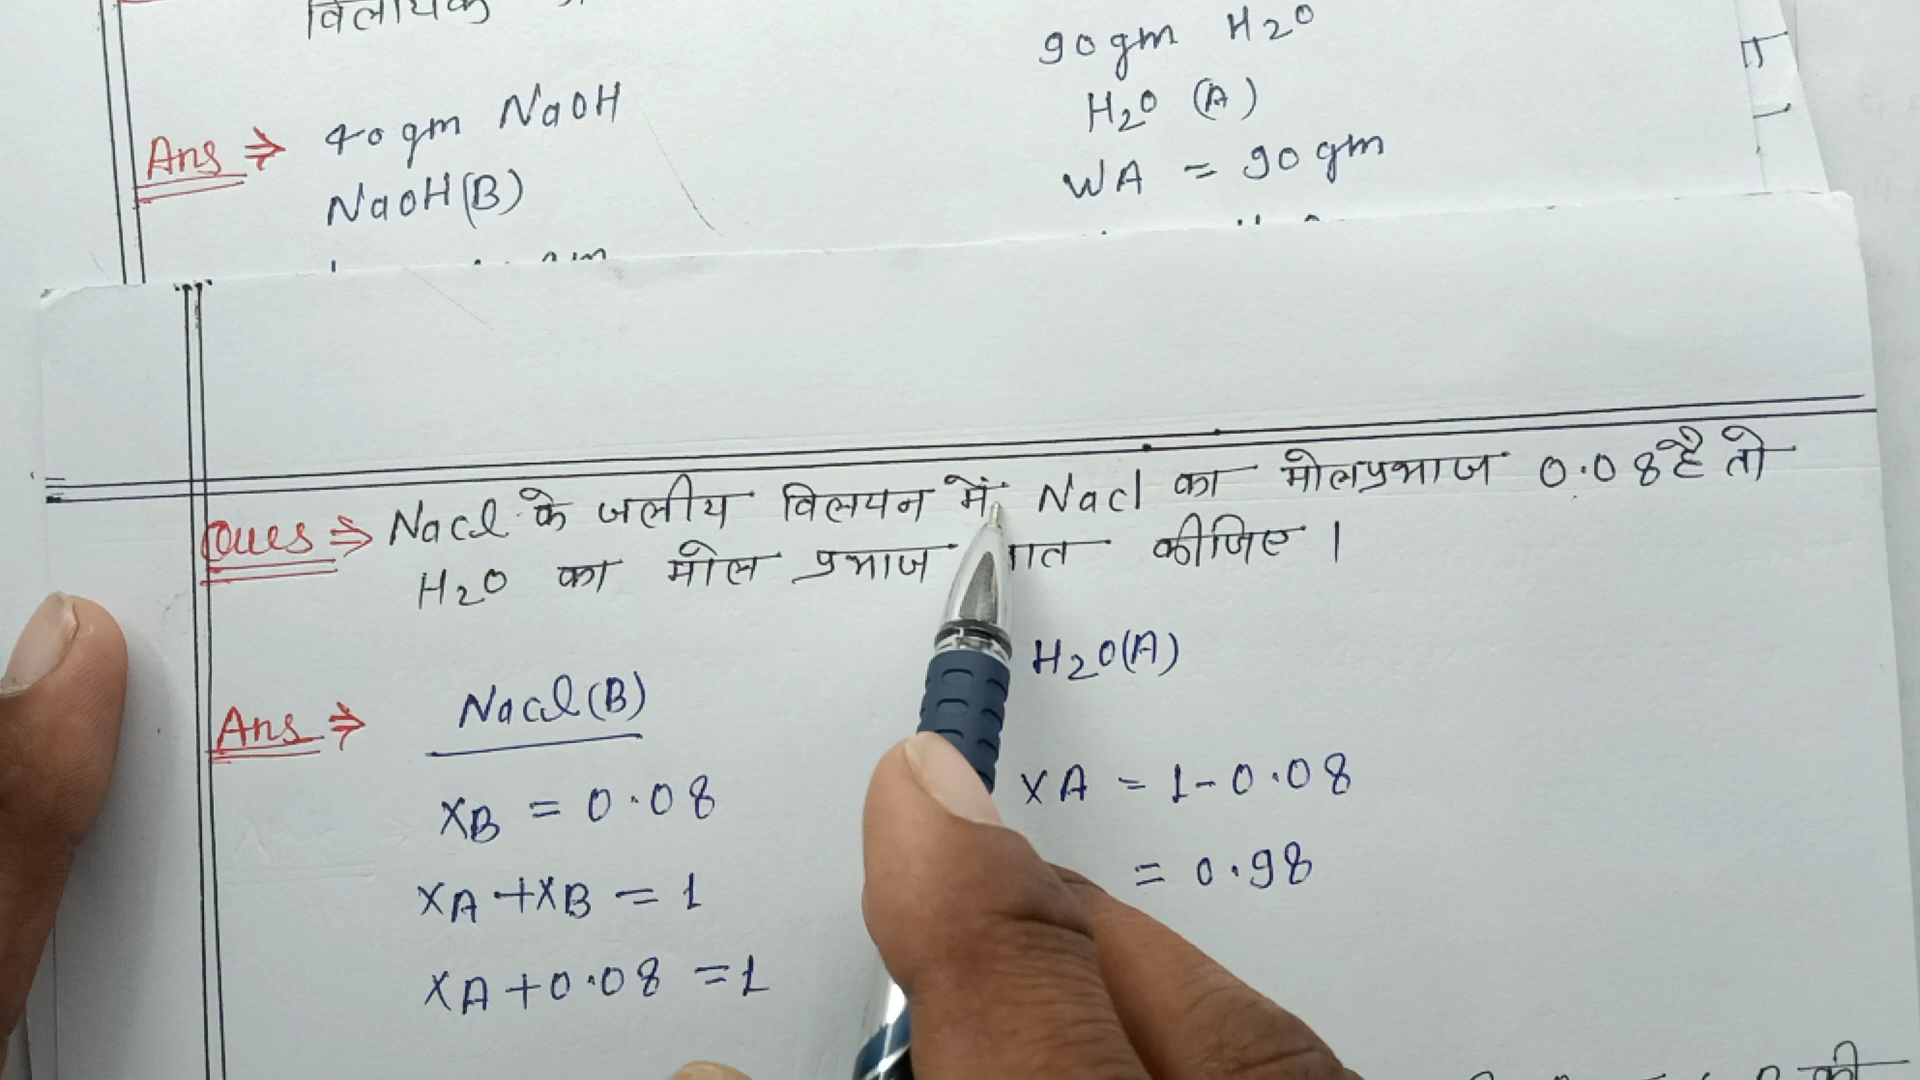 विलायक
Ans ⇒ 40 gm NaOH
NaOH(B)
90 gm H2O
H2O (A)
WA = 90 gm
Ques ⇒ Nacl के जलीय विलयन में Nacl का मोलप्रभाज 0.08 है तो
H2O का मोल प्रभाज ात कीजिए।
Ans ⇒ Nacl(B)
XB = 0.08
XA+XB = 1
XA+0.08 = 1
H2O(A)
XA = 1-0.08
= 0.98